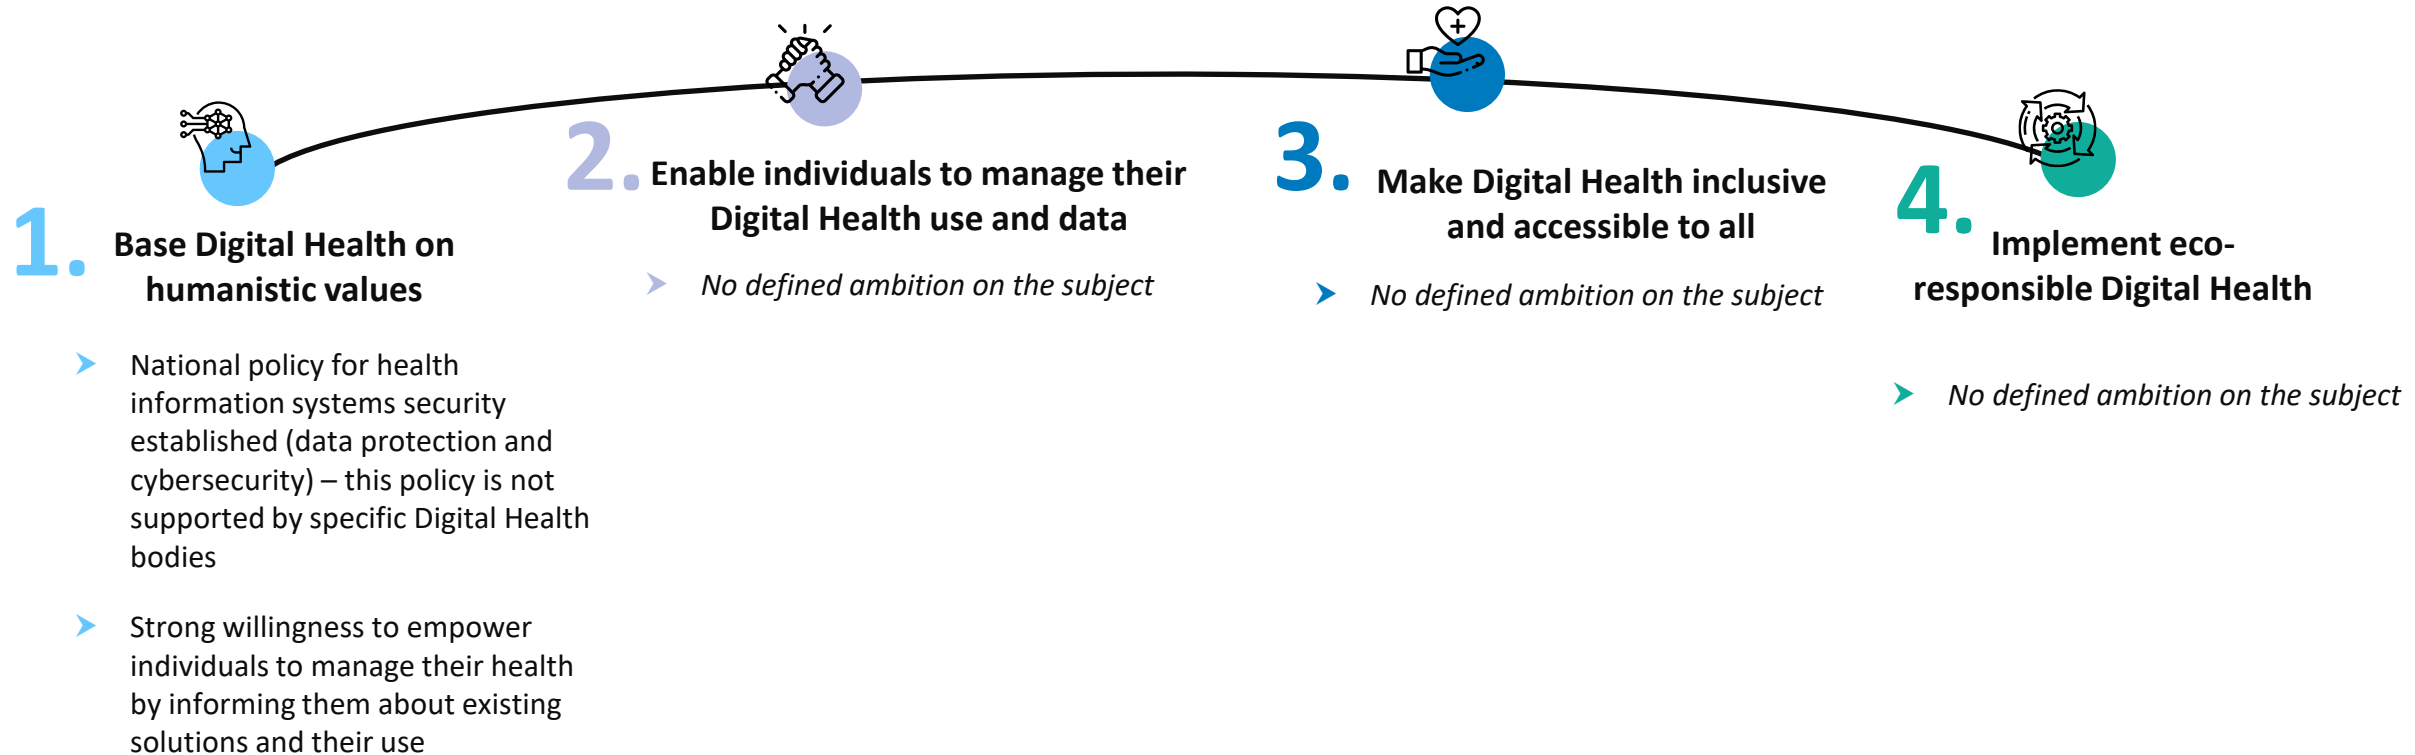 1.
Base Digital Health on
humanistic values
National policy for health
information systems security
established (data protection and
cybersecurity) – this policy is not
supported by specific Digital Health
bodies
Strong willingness to empower
individuals to manage their health
by informing them about existing
solutions and their use
2.
Enable individuals to manage their
Digital Health use and data
No defined ambition on the subject
3.
Make Digital Health inclusive
and accessible to all
No defined ambition on the subject
4.
Implement eco-
responsible Digital Health
No defined ambition on the subject